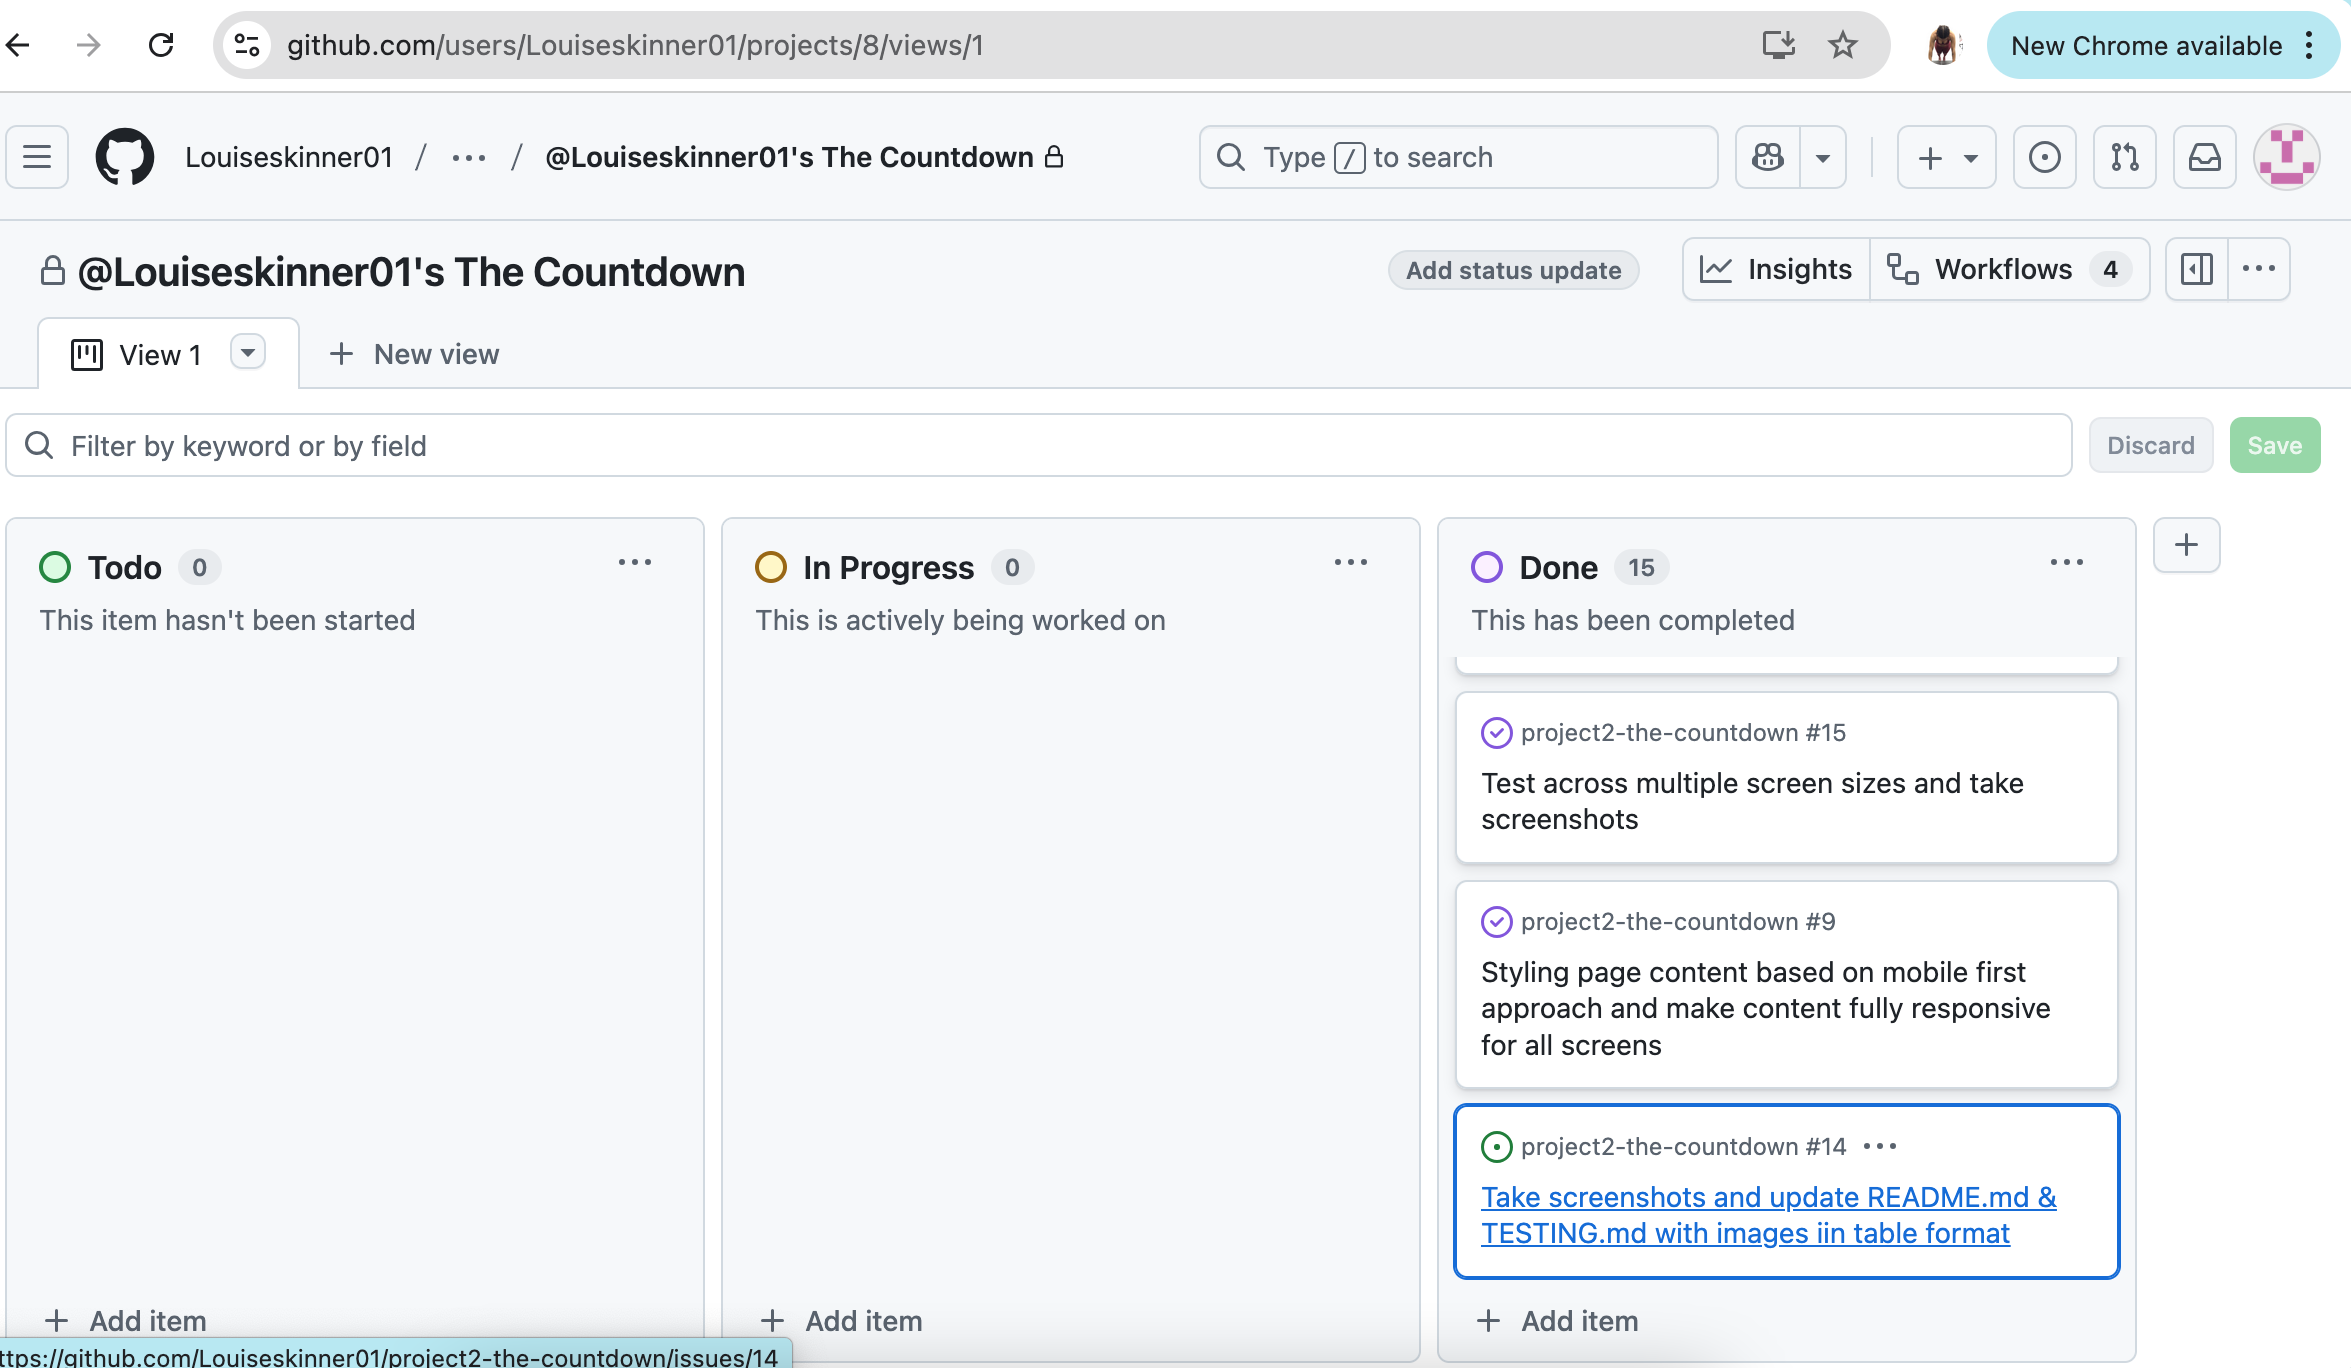 github.com/users/Louiseskinner01/projects/8/views/1
New Chrome available
Louiseskinner01 / ... / @Louiseskinner01's The Countdown
Type / to search
@Louiseskinner01's The Countdown
Add status update
Insights
Workflows 4
View 1
New view
Filter by keyword or by field
Discard
Save
Todo 0
This item hasn't been started
In Progress 0
This is actively being worked on
Done 15
This has been completed
project2-the-countdown #15
Test across multiple screen sizes and take
screenshots
project2-the-countdown #9
Styling page content based on mobile first
approach and make content fully responsive
for all screens
project2-the-countdown #14
Take screenshots and update README.md &
TESTING.md with images iin table format
Add item
Add item
Add item
ttps://github.com/Louiseskinner01/project2-the-countdown/issues/14